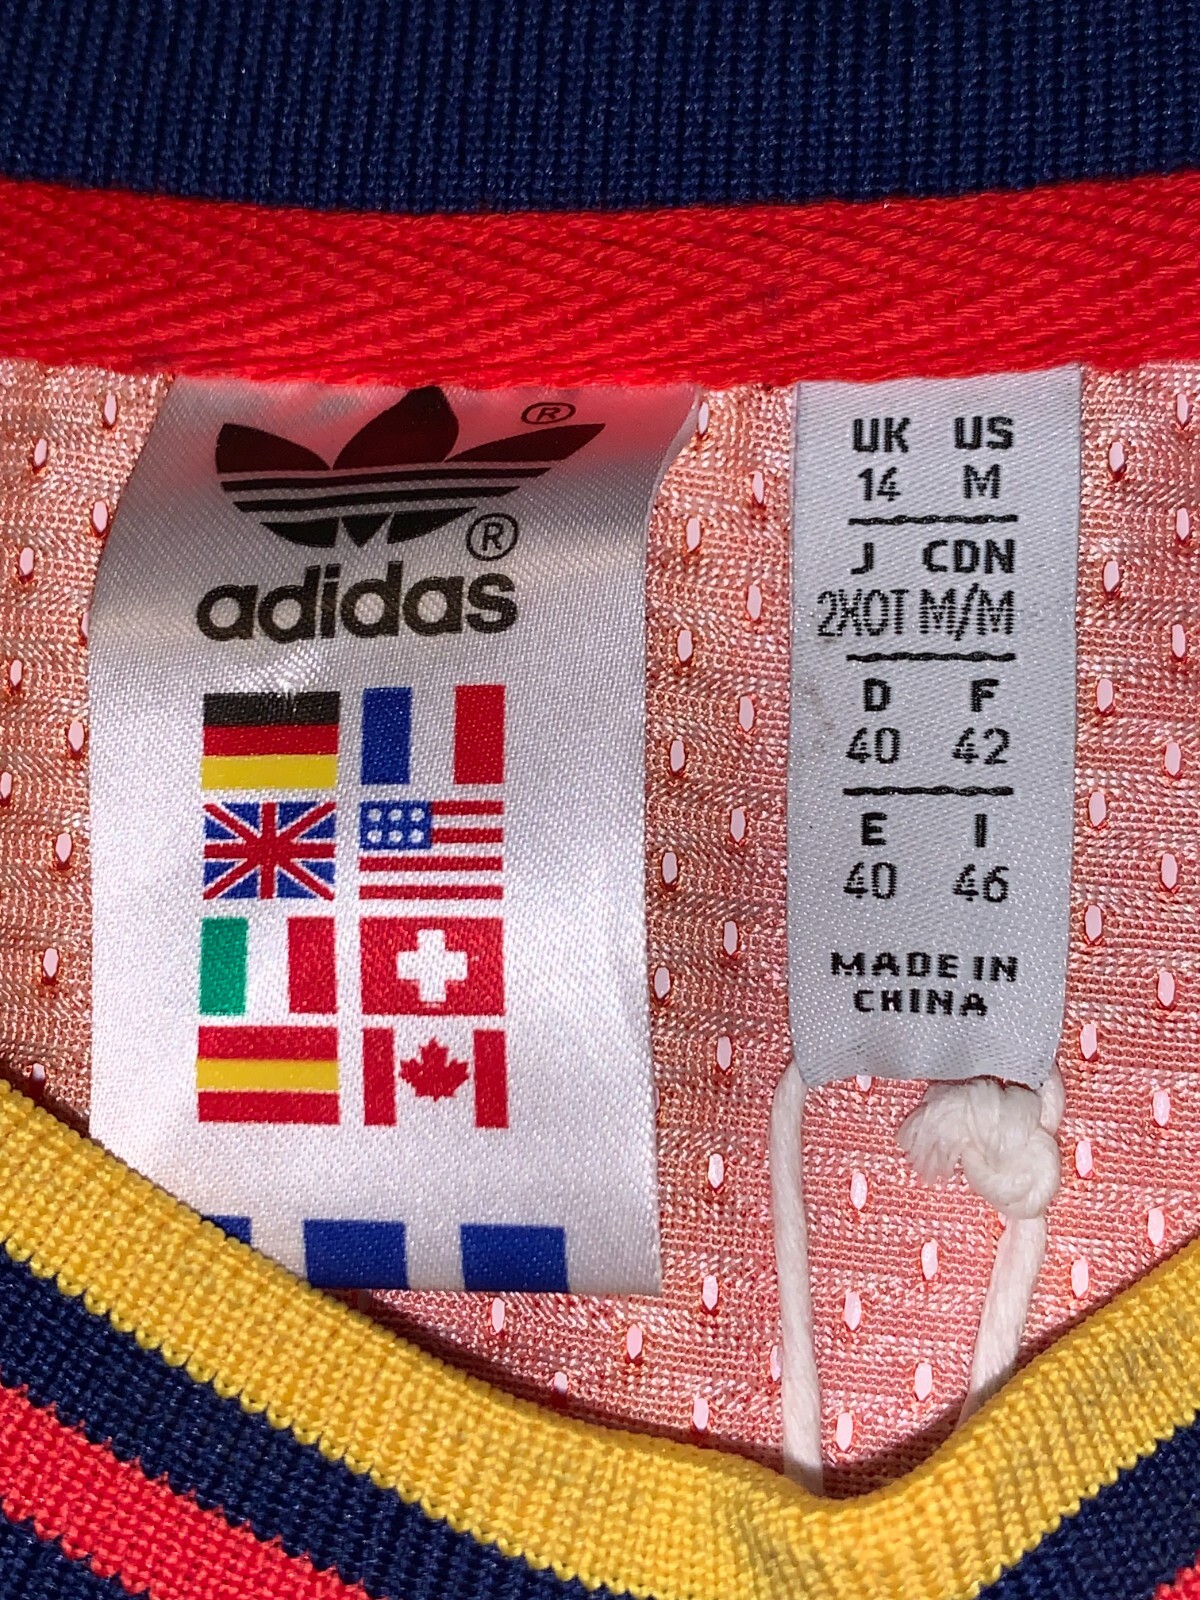 ®
®
adidas
UK US
14 M
J CDN
2XOT M/M
D F
40 42
E I
40 46
MADE IN
CHINA